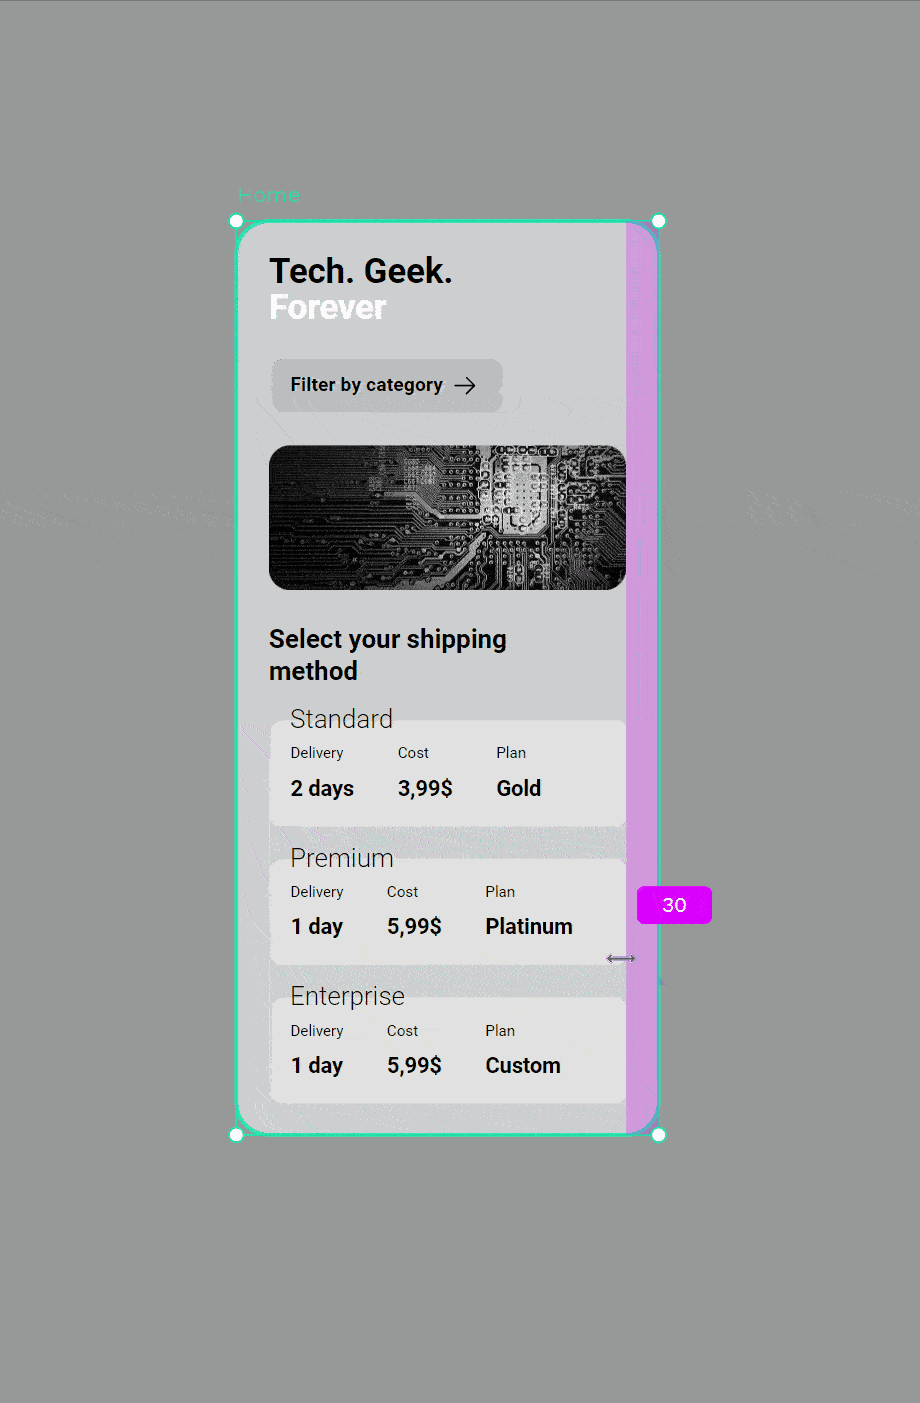 Home
Tech. Geek.
Forever
Filter by category
Select your shipping
method
Standard
Delivery Cost Plan
2 days 3,99$ Gold
Premium
Delivery Cost Plan
1 day 5,99$ Platinum
30
Enterprise
Delivery Cost Plan
1 day 5,99$ Custom